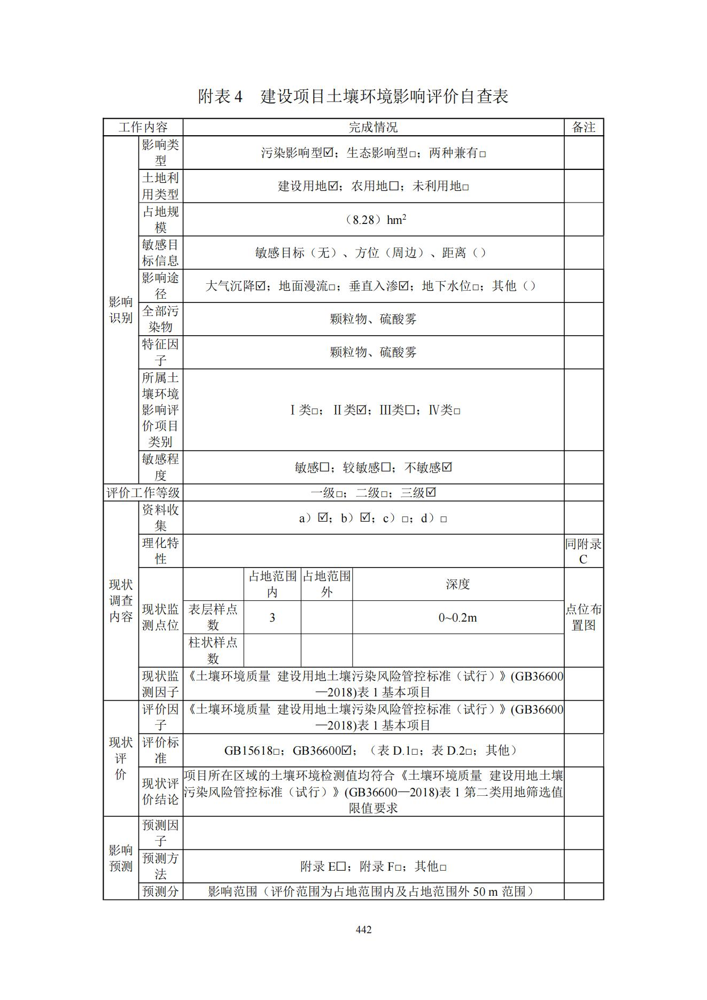 附表 4 建设项目土壤环境影响评价自查表
工作内容 完成情况 备注
影响
识别
影响类
型
污染影响型☑；生态影响型□；两种兼有□
土地利
用类型
建设用地☑；农用地□；未利用地□
占地规
模
（8.28）hm²
敏感目
标信息
敏感目标（无）、方位（周边）、距离（）
影响途
径
大气沉降☑；地面漫流□；垂直入渗☑；地下水位□；其他（）
全部污
染物
颗粒物、硫酸雾
特征因
子
颗粒物、硫酸雾
所属土
壤环境
影响评
价项目
类别
Ⅰ类□；Ⅱ类☑；Ⅲ类□；Ⅳ类□
敏感程
度
敏感□；较敏感□；不敏感☑
评价工作等级 一级□；二级□；三级☑
现状
调查
内容
资料收
集
a）☑；b）☑；c）□；d）□
理化特
性
同附录
C
现状监
测点位
占地范围
内
占地范围
外
深度
表层样点
数
3
0~0.2m
柱状样点
数
点位布
置图
现状监
测因子
《土壤环境质量 建设用地土壤污染风险管控标准（试行）》(GB36600
—2018)表 1 基本项目
现状
评
价
评价因
子
《土壤环境质量 建设用地土壤污染风险管控标准（试行）》(GB36600
—2018)表 1 基本项目
评价标
准
GB15618□；GB36600☑；（表 D.1□；表 D.2□；其他）
现状评
价结论
项目所在区域的土壤环境检测值均符合《土壤环境质量 建设用地土壤
污染风险管控标准（试行）》(GB36600—2018)表 1 第二类用地筛选值
限值要求
影响
预测
预测因
子
预测方
法
附录 E□；附录 F□；其他□
预测分 影响范围（评价范围为占地范围内及占地范围外 50 m 范围）
442